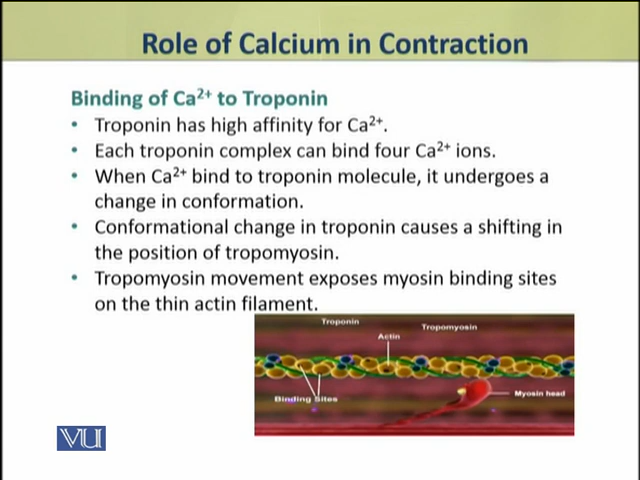 Role of Calcium in Contraction
Binding of Ca²⁺ to Troponin
• Troponin has high affinity for Ca²⁺.
• Each troponin complex can bind four Ca²⁺ ions.
• When Ca²⁺ bind to troponin molecule, it undergoes a
change in conformation.
• Conformational change in troponin causes a shifting in
the position of tropomyosin.
• Tropomyosin movement exposes myosin binding sites
on the thin actin filament.
Troponin
Tropomyosin
Actin
Binding Sites
Myosin head
VU